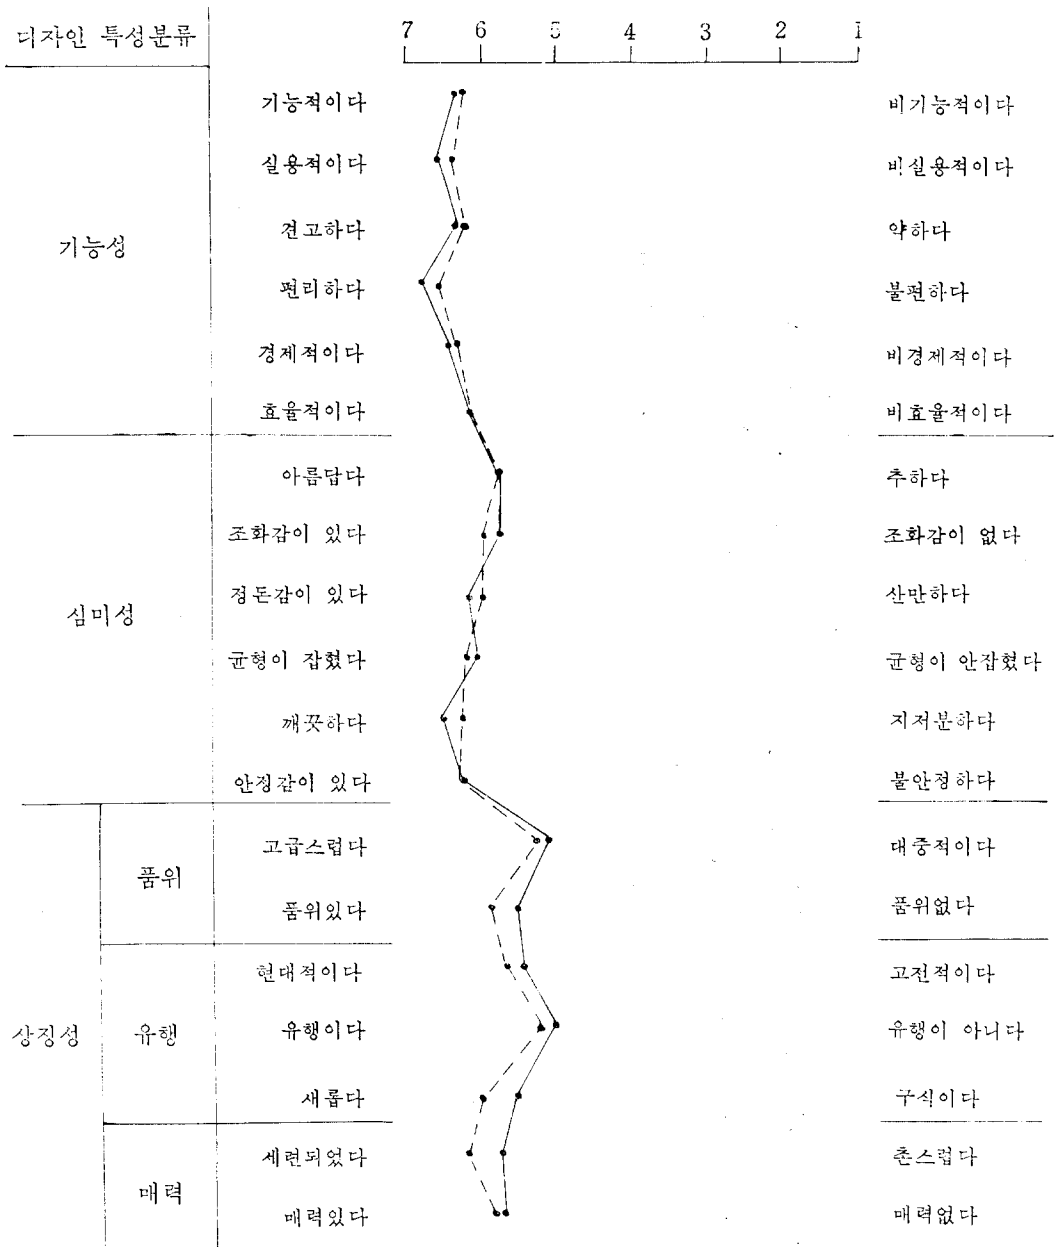 디자인 특성분류
7 6 5 4 3 2 1
기능성
기능적이다 비기능적이다
실용적이다 비실용적이다
견고하다 약하다
편리하다 불편하다
경제적이다 비경제적이다
효율적이다 비효율적이다
심미성
아름답다 추하다
조화감이 있다 조화감이 없다
정돈감이 있다 산만하다
균형이 잡혔다 균형이 안잡혔다
깨끗하다 지저분하다
안정감이 있다 불안정하다
상징성
품위
고급스럽다 대중적이다
품위있다 품위없다
유행
현대적이다 고전적이다
유행이다 유행이 아니다
새롭다 구식이다
매력
세련되었다 촌스럽다
매력있다 매력없다